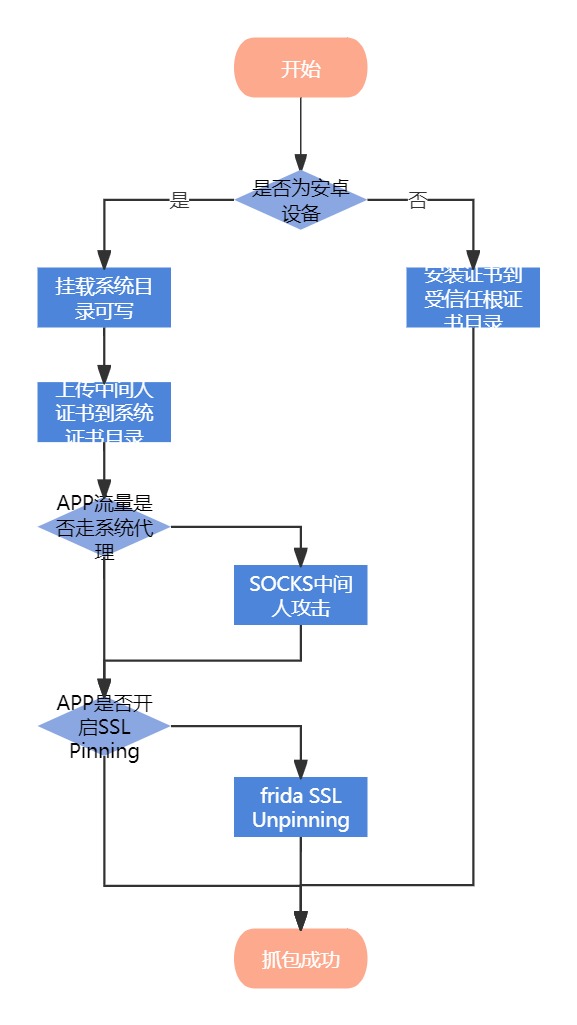 开始
是否为安卓
设备
是
否
挂载系统目
录可写
安装证书到
受信任根证
书目录
上传中间人
证书到系统
证书目录
APP流量是
否走系统代
理
SOCKS中间
人攻击
APP是否开
启SSL
Pinning
frida SSL
Unpinning
抓包成功